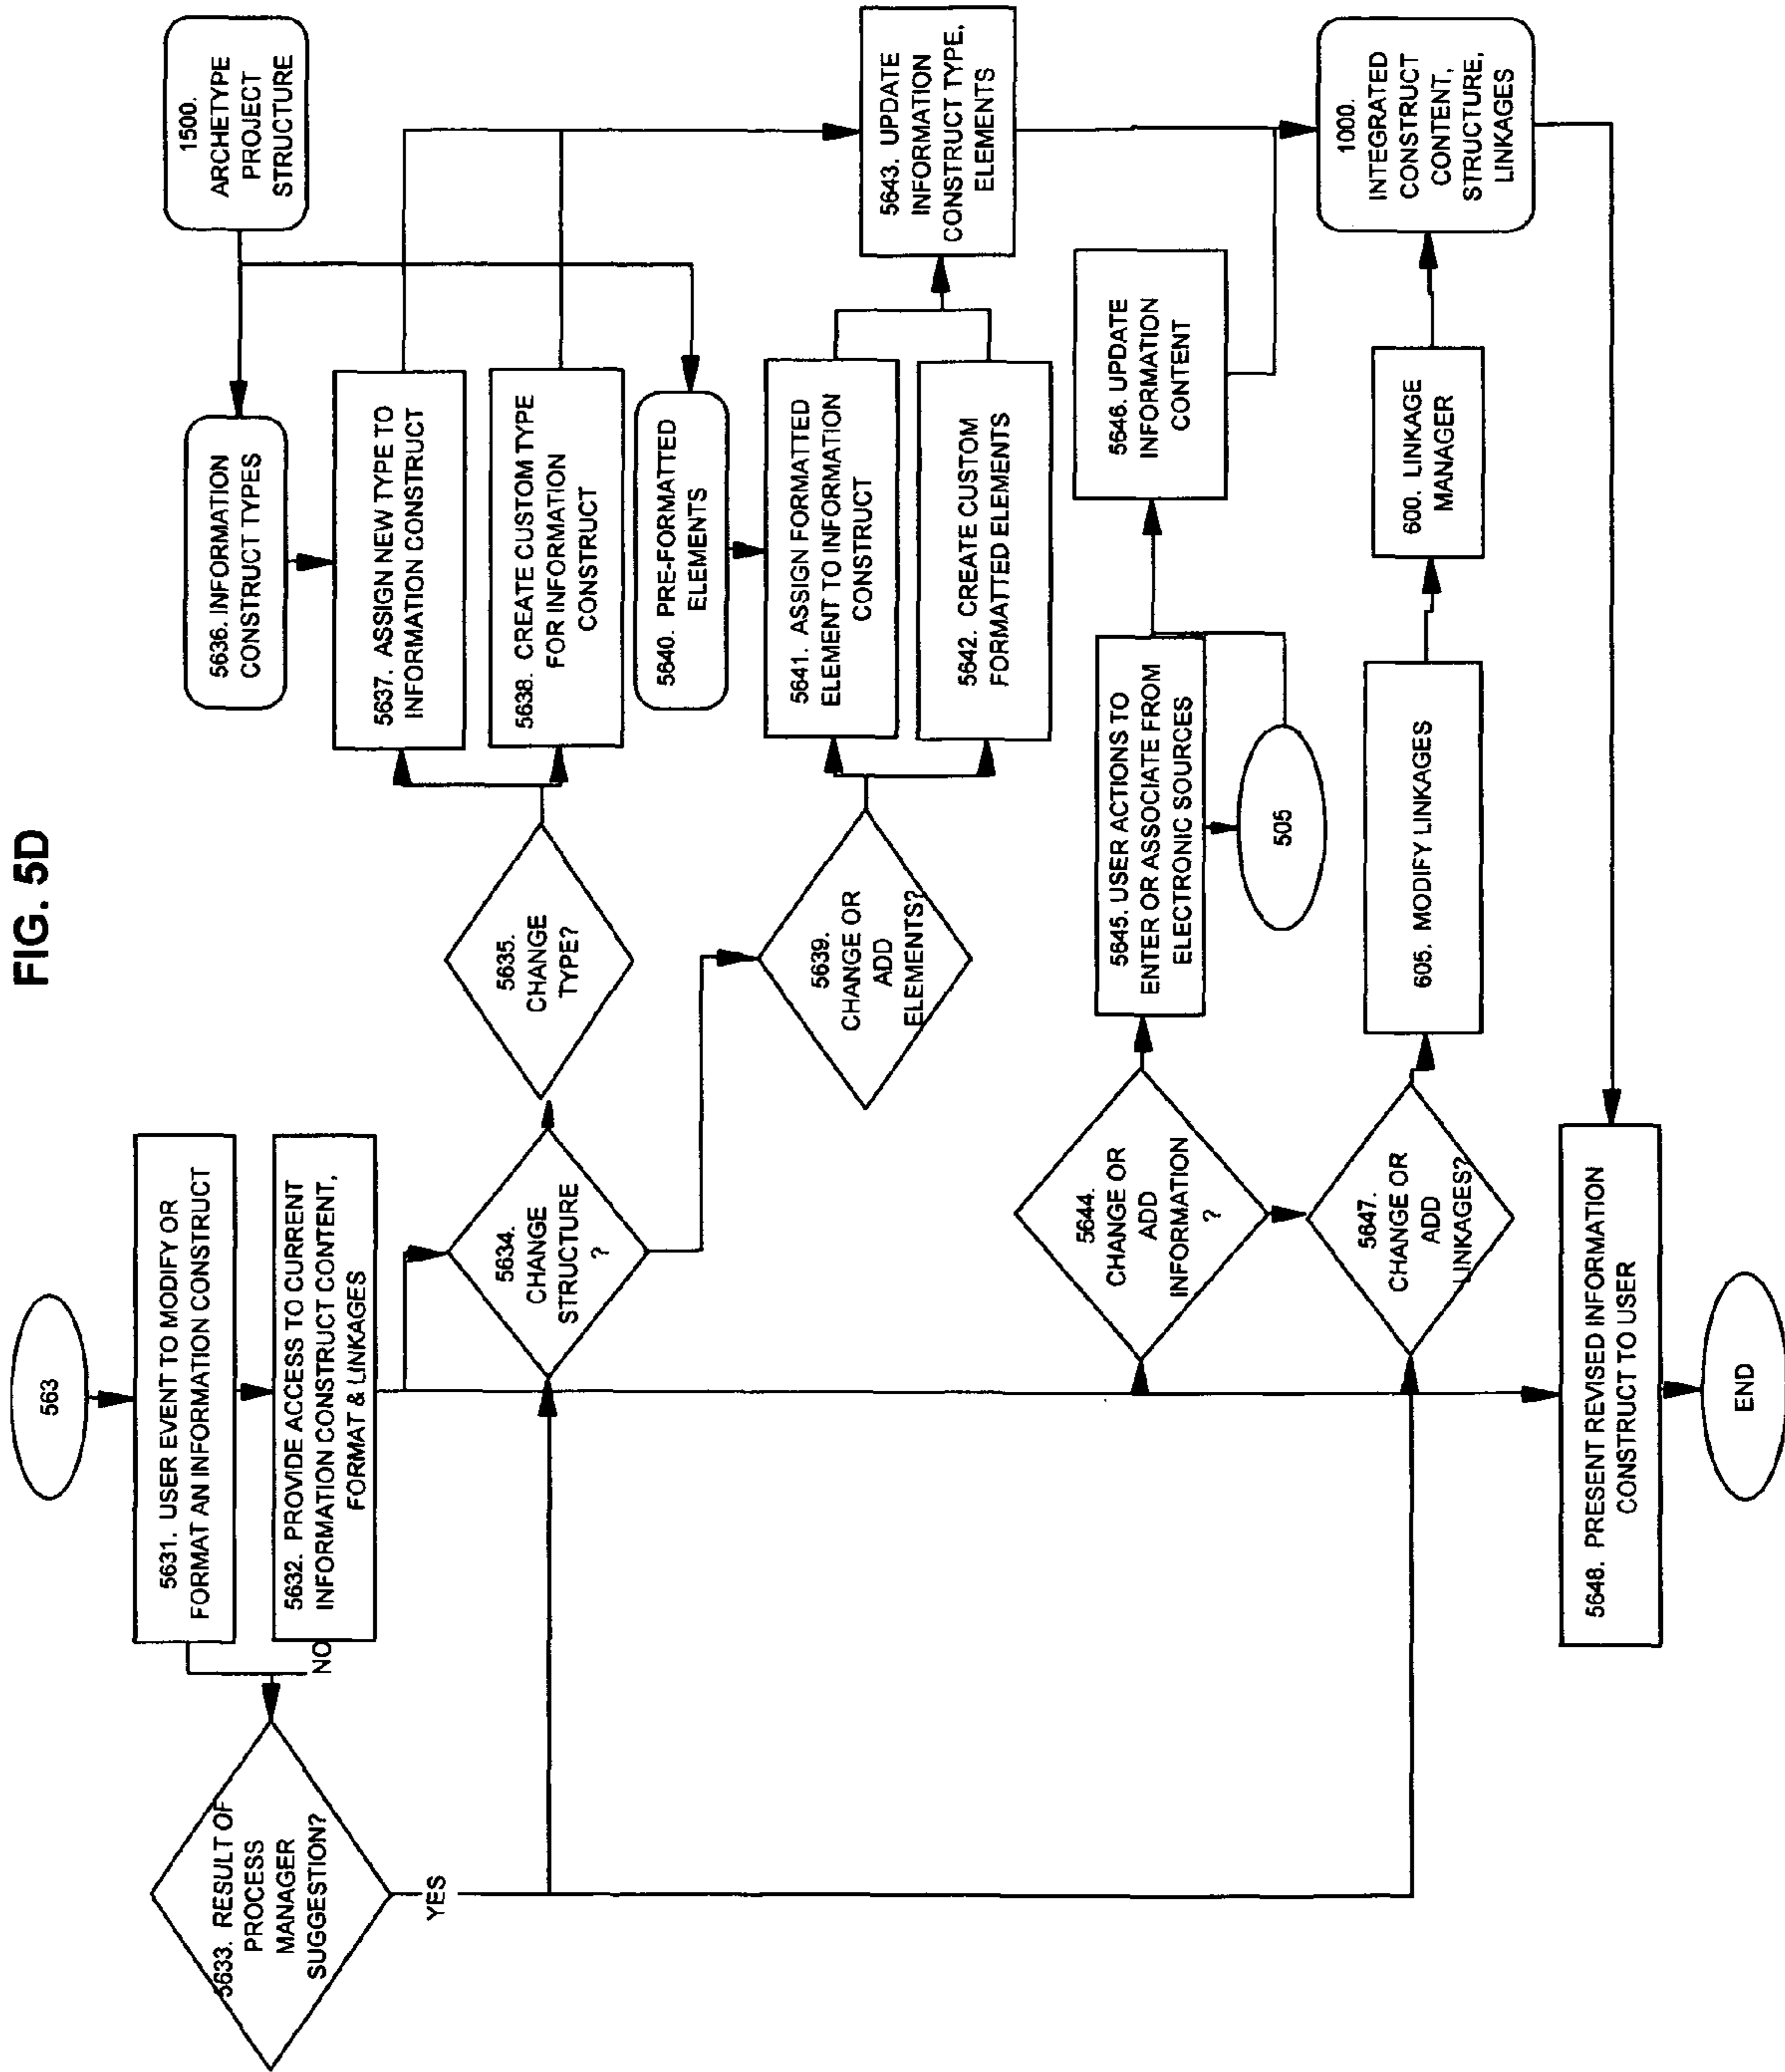 FIG. 5D
563
5631. USER EVENT TO MODIFY OR
FORMAT AN INFORMATION CONSTRUCT
5632. PROVIDE ACCESS TO CURRENT
INFORMATION CONSTRUCT CONTENT,
FORMAT & LINKAGES
NO
5633. RESULT OF
PROCESS
MANAGER
SUGGESTION?
YES
5634.
CHANGE
STRUCTURE
?
5635.
CHANGE
TYPE?
1500.
ARCHETYPE
PROJECT
STRUCTURE
5636. INFORMATION
CONSTRUCT TYPES
5637. ASSIGN NEW TYPE TO
INFORMATION CONSTRUCT
5638. CREATE CUSTOM TYPE
FOR INFORMATION
CONSTRUCT
5639.
CHANGE OR
ADD
ELEMENTS?
5640. PRE-FORMATTED
ELEMENTS
5641. ASSIGN FORMATTED
ELEMENT TO INFORMATION
CONSTRUCT
5642. CREATE CUSTOM
FORMATTED ELEMENTS
5643. UPDATE
INFORMATION
CONSTRUCT TYPE,
ELEMENTS
5644.
CHANGE OR
ADD
INFORMATION
?
5645. USER ACTIONS TO
ENTER OR ASSOCIATE FROM
ELECTRONIC SOURCES
505
5646. UPDATE
INFORMATION
CONTENT
5647.
CHANGE OR
ADD
LINKAGES?
605. MODIFY LINKAGES
600. LINKAGE
MANAGER
1000.
INTEGRATED
CONSTRUCT
CONTENT,
STRUCTURE,
LINKAGES
5648. PRESENT REVISED INFORMATION
CONSTRUCT TO USER
END